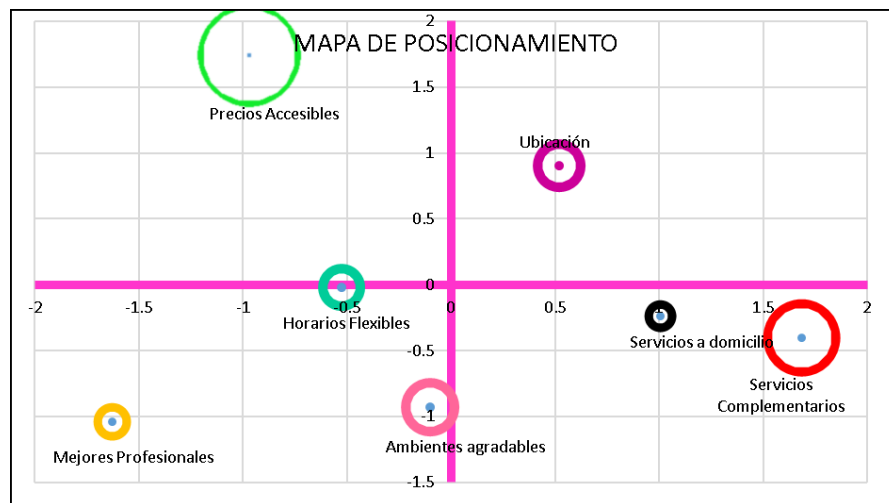 2
MAPA DE POSICIONAMIENTO
1.5
Precios Accesibles
Ubicación
1
0.5
0
-2
-1.5
-1
-0.5
0
0.5
1
1.5
2
Horarios Flexibles
Servicios a domicilio
-0.5
Servicios
Complementarios
-1
Mejores Profesionales
Ambientes agradables
-1.5